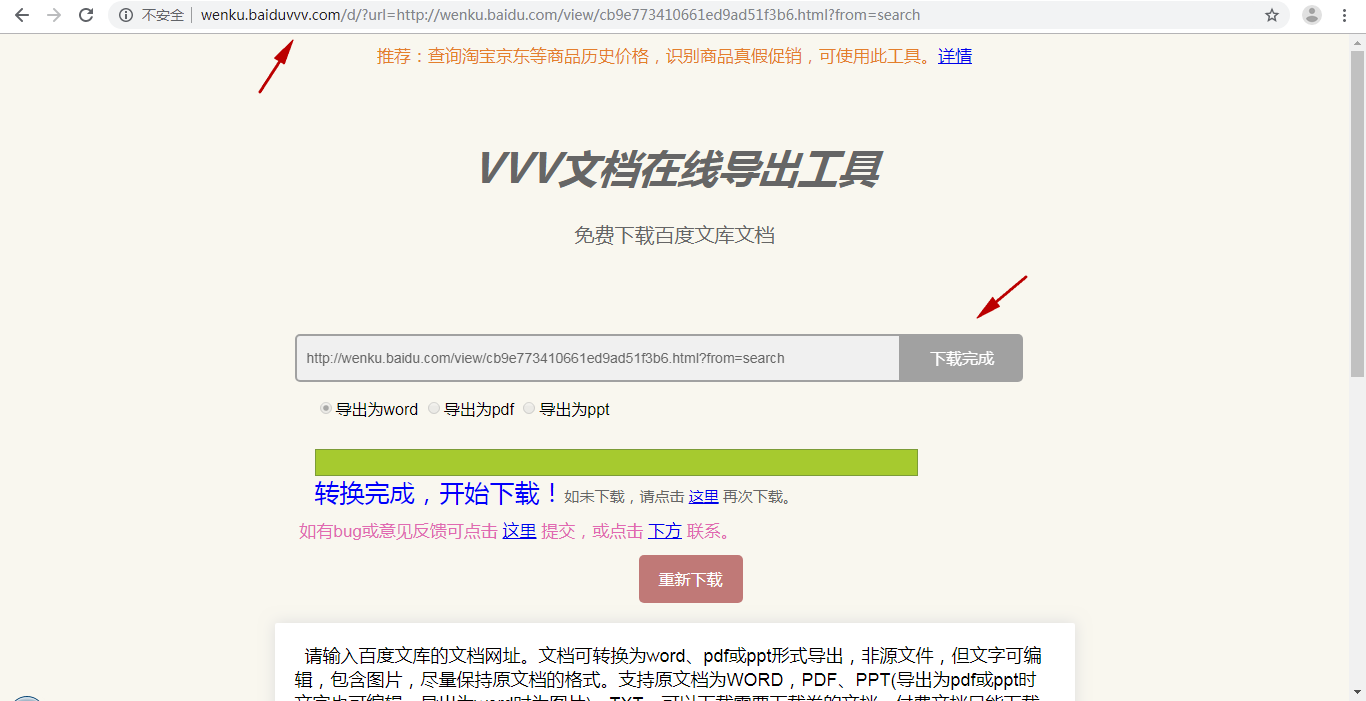 不安全 wenku.baiduvvv.com/d/?url=http://wenku.baidu.com/view/cb9e773410661ed9ad51f3b6.html?from=search
推荐：查询淘宝京东等商品历史价格，识别商品真假促销，可使用此工具。详情
VVV文档在线导出工具
免费下载百度文库文档
http://wenku.baidu.com/view/cb9e773410661ed9ad51f3b6.html?from=search 下载完成
导出为word 导出为pdf 导出为ppt
转换完成，开始下载！如未下载，请点击 这里 再次下载。
如有bug或意见反馈可点击 这里 提交，或点击 下方 联系。
重新下载
请输入百度文库的文档网址。文档可转换为word、pdf或ppt形式导出，非源文件，但文字可编
辑，包含图片，尽量保持原文档的格式。支持原文档为WORD，PDF、PPT(导出为pdf或ppt时